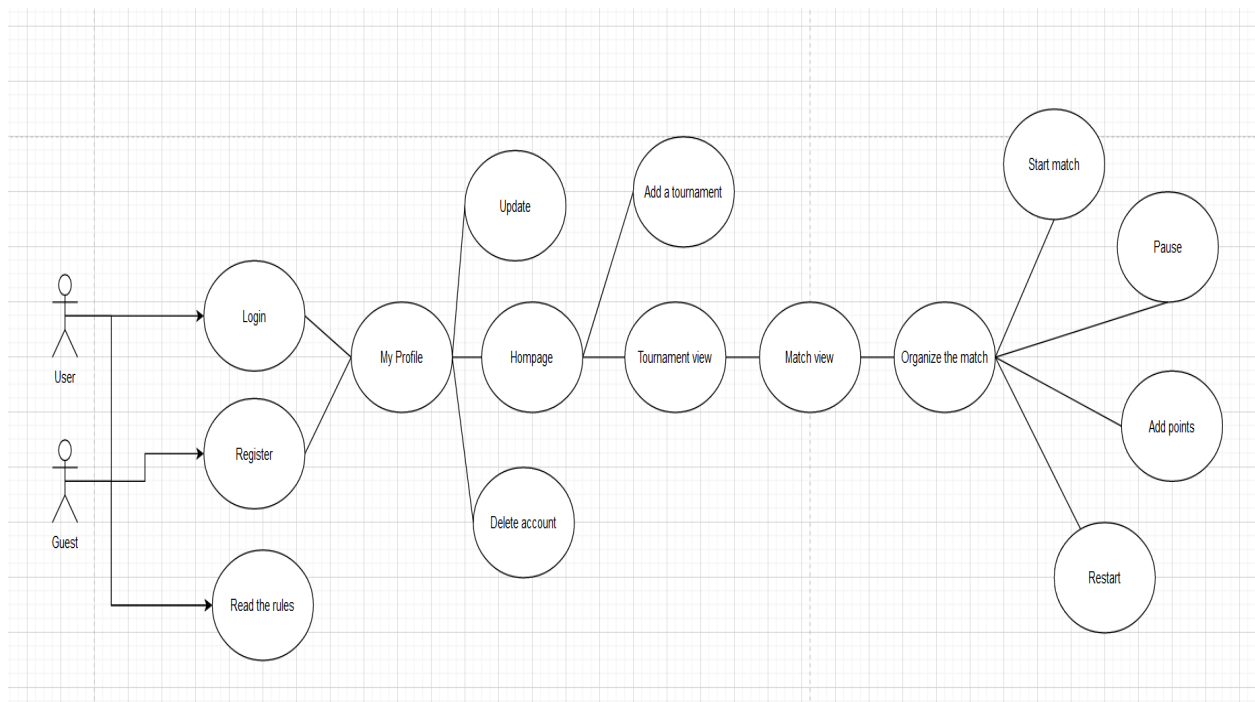 Start match
Add a tournament
Update
Pause
Login
My Profile
Hompage
Tournament view
Match view
Organize the match
User
Add points
Register
Delete account
Guest
Restart
Read the rules